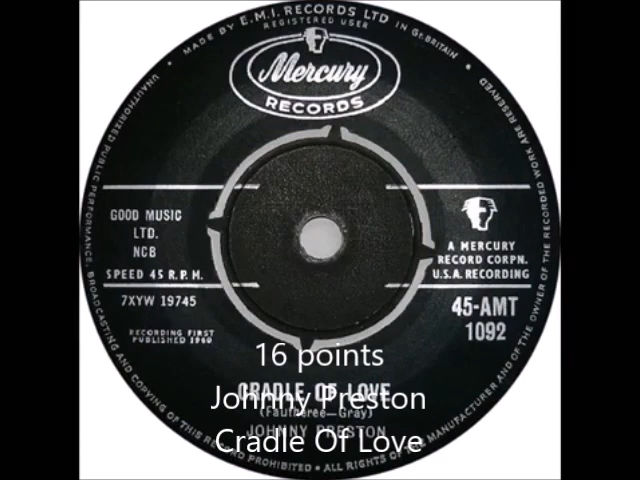 MADE BY E.M.I. RECORDS LTD IN Gt. BRITAIN
REGISTERED USER
Mercury
RECORDS
UNAUTHORIZED PUBLIC PERFORMANCE, BROADCASTING AND COPYING OF THIS RECORD PROHIBITED • ALL RIGHTS OF THE MANUFACTURER AND OF THE OWNER OF THE RECORDED WORK ARE RESERVED
GOOD MUSIC
LTD.
NCB
SPEED 45 R.P.M.
7XYW 19745
RECORDING FIRST
PUBLISHED 1960
A MERCURY
RECORD CORPN.
U.S.A. RECORDING
45-AMT
1092
CRADLE OF LOVE
(Fautheree—Gray)
JOHNNY PRESTON
16 points
Johnny Preston
Cradle Of Love